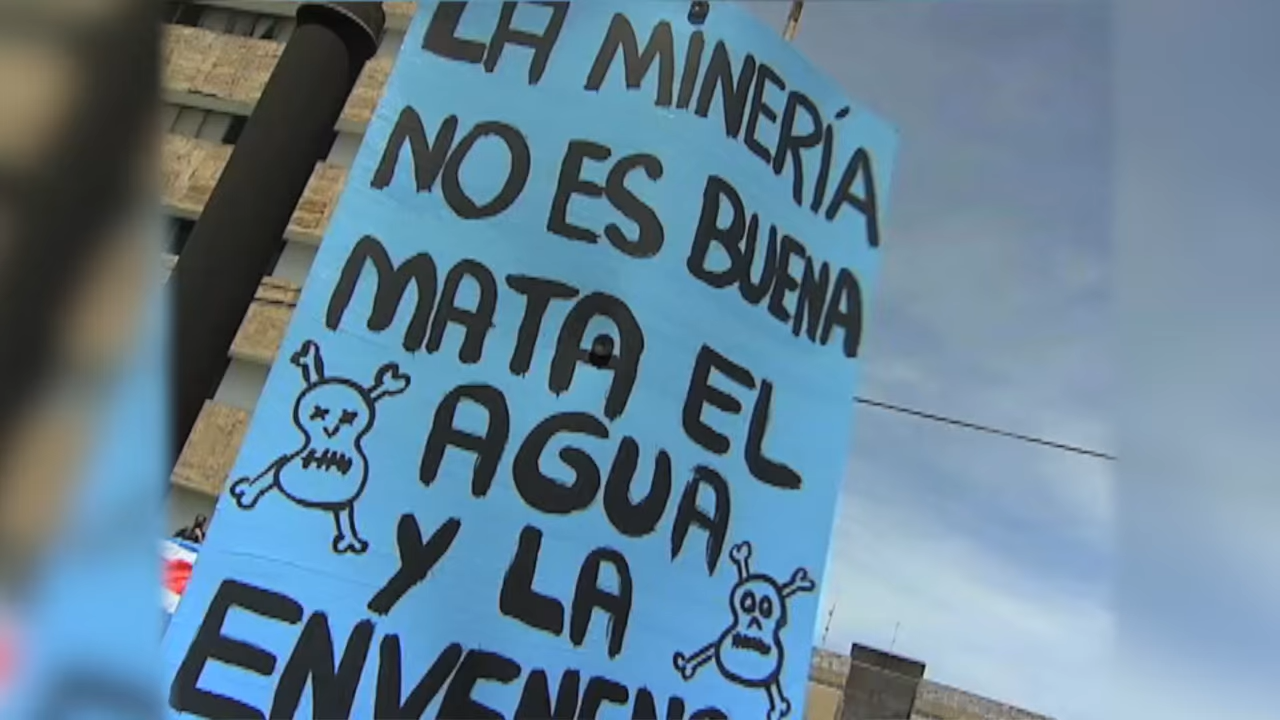 LA MINERÍA
NO ES BUENA
MATA EL
AGUA
Y LA